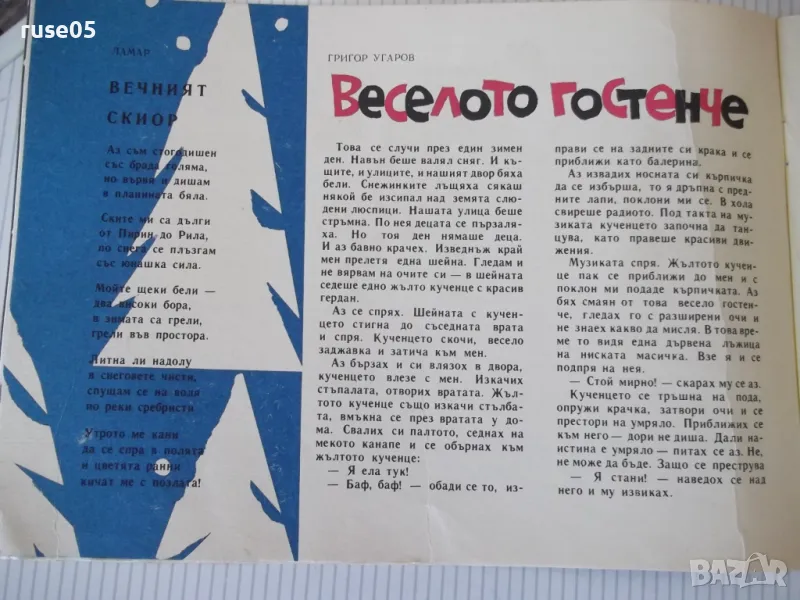 ruse05
ТАМАР
ВЕЧНИЯТ
СКИОР
Аз съм стогодишен
със брада голяма,
но вървя и дишам
в планината бяла.
Ските ми са дълги
от Пирин до Рила,
по снега се плъзгам
със юнашка сила.
Мойте щеки бели —
два високи бора,
в зимата са грели,
грели във простора.
Литна ли надолу
в снеговете чисти,
спущам се на водя
по реки сребристи
Утрото ме кани
да се спра в полята
и цветята ранни
кичат ме с позлата!
ГРИГОР УГАРОВ
Веселото гостенче
Това се случи през един зимен
ден. Навън беше валял сняг. И къ-
щите, и улиците, и нашият двор бяха
бели. Снежинките лъщяха сякаш
някой бе изсипал над земята слю-
дени люспици. Нашата улица беше
стръмна. По нея децата се пързаля-
ха. Но тоя ден нямаше деца.
И аз бавно крачех. Изведнъж край
мен прелетя една шейна. Гледам и
не вярвам на очите си — в шейната
седеше едно жълто кученце с красив
гердан.
Аз се спрях. Шейната с кучен-
цето стигна до съседната врата
и спря. Кученцето скочи, весело
заджавка и затича към мен.
Аз бързах и си влязох в двора,
кученцето влезе с мен. Изкачих
стъпалата, отворих вратата. Жъл-
тото кученце също изкачи стълба-
та, вмъкна се през вратата у до-
ма. Свалих си палтото, седнах на
мекото канапе и се обърнах към
жълтото кученце:
— Я ела тук!
— Баф, баф! — обади се то, из-
прави се на задните си крака и се
приближи като балерина.
Аз извадих носната си кърпичка
да се избърша, то я дръпна с пред-
ните лапи, поклони ми се. В хола
свиреше радиото. Под такта на му-
зиката кученцето започна да тан-
цува, като правеше красиви дви-
жения.
Музиката спря. Жълтото кучен-
це пак се приближи до мен и с
поклон ми подаде кърпичката. Аз
бях смаян от това весело гостен-
че, гледах го с разширени очи и
не знаех какво да мисля. В това вре-
ме то видя една дървена лъжица
на ниската масичка. Взе я и се
подпря на нея.
— Стой мирно! — скарах му се аз.
Кученцето се тръшна на пода,
опружи крачка, затвори очи и се
престори на умряло. Приближих се
към него — дори не диша. Дали на-
истина е умряло — питах се аз. Не,
не може да бъде. Защо се преструва
— Я стани! — наведох се над
него и му извиках.
BAZAR
bg